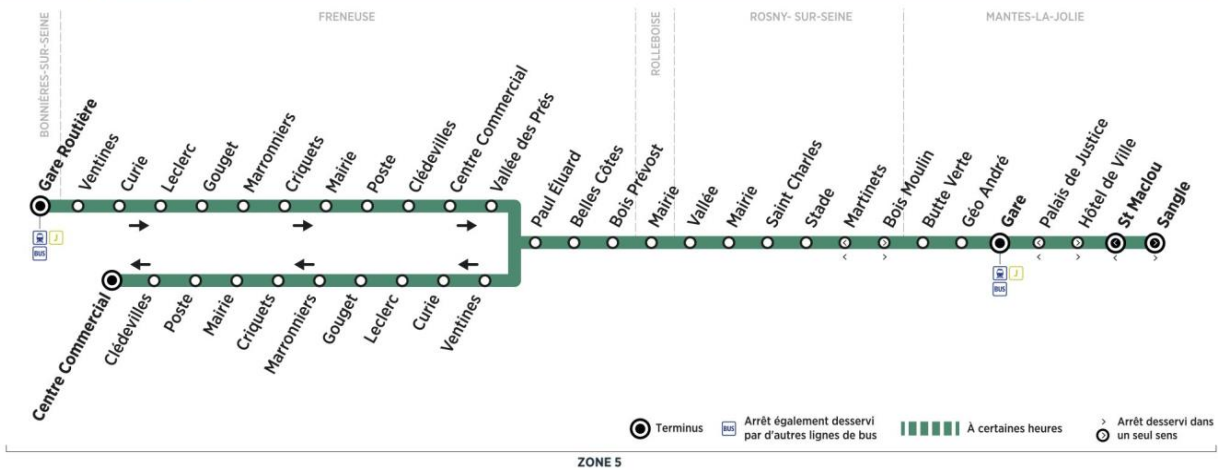 BONNIÈRES-SUR-SEINE
FRENEUSE
ROLLEBOISE
ROSNY- SUR-SEINE
MANTES-LA-JOLIE
Gare Routière
Ventines
Curie
Leclerc
Gouget
Marronniers
Criquets
Mairie
Poste
Clédevilles
Centre Commercial
Vallée des Prés
Paul Éluard
Belles Côtes
Bois Prévost
Mairie
Vallée
Mairie
Saint Charles
Stade
Martinets
Bois Moulin
Butte Verte
Géo André
Gare
Palais de Justice
Hôtel de Ville
St Maclou
Sangle
J
BUS
J
BUS
Centre Commercial
Clédevilles
Poste
Mairie
Criquets
Marronniers
Gouget
Leclerc
Curie
Ventines
Terminus
BUS
Arrêt également desservi
par d'autres lignes de bus
À certaines heures
Arrêt desservi dans
un seul sens
ZONE 5